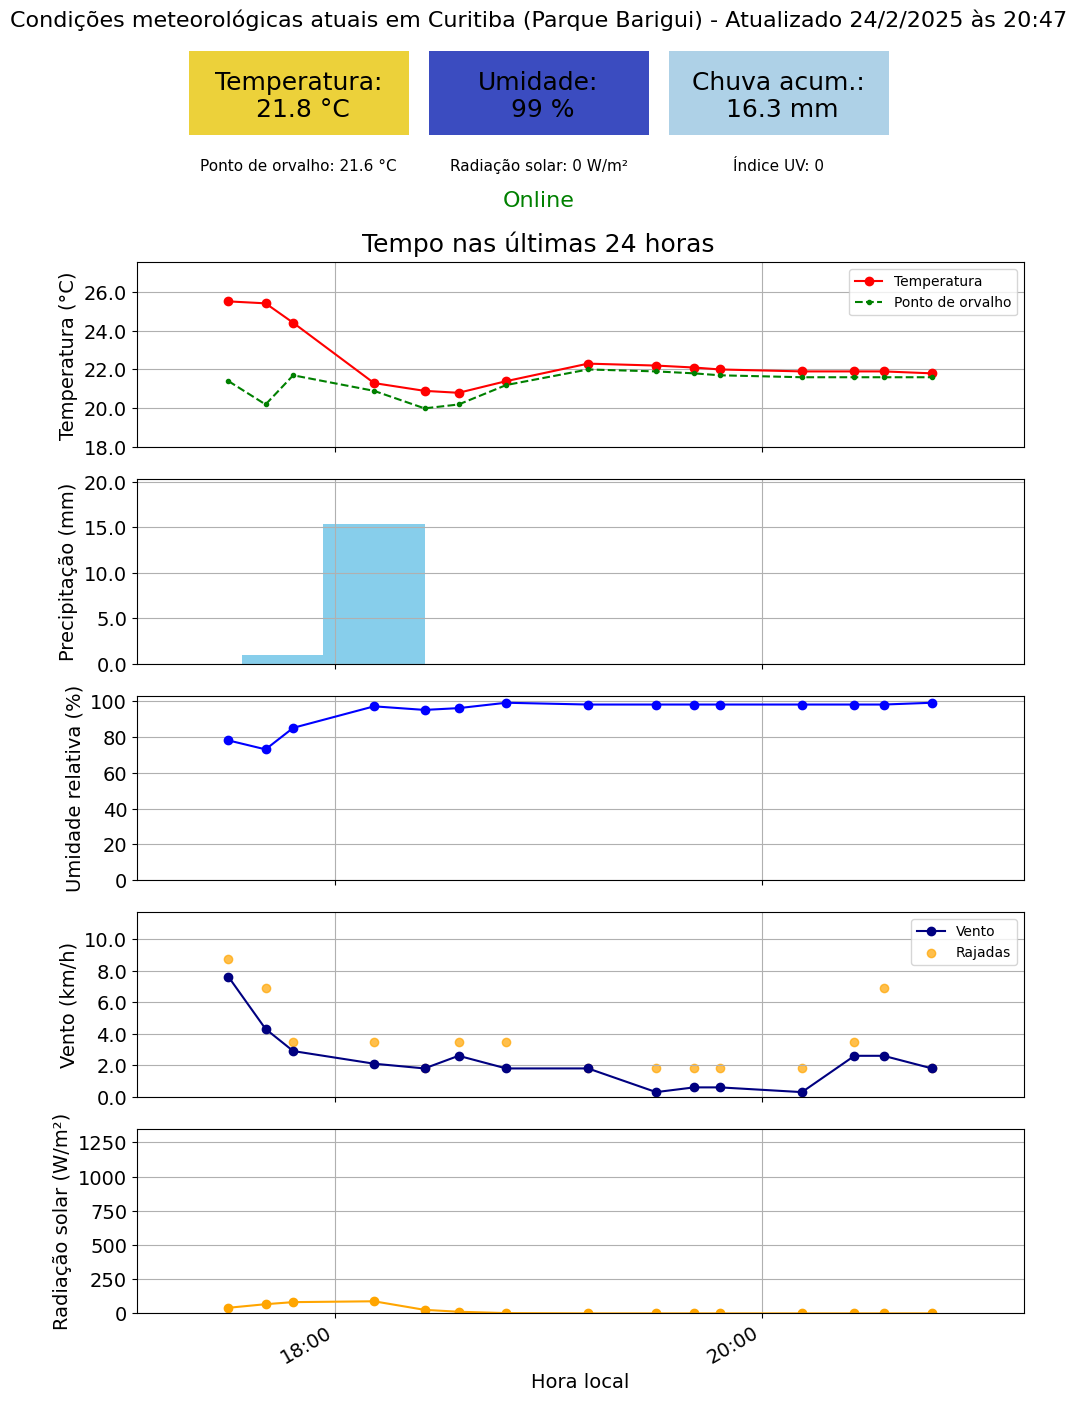 Condições meteorológicas atuais em Curitiba (Parque Barigui) - Atualizado 24/2/2025 às 20:47
Temperatura:
21.8 °C
Umidade:
99 %
Chuva acum.:
16.3 mm
Ponto de orvalho: 21.6 °C
Radiação solar: 0 W/m²
Índice UV: 0
Online
Tempo nas últimas 24 horas
Temperatura (°C)
26.0
24.0
22.0
20.0
18.0
Temperatura
Ponto de orvalho
Precipitação (mm)
20.0
15.0
10.0
5.0
0.0
Umidade relativa (%)
100
80
60
40
20
0
Vento (km/h)
10.0
8.0
6.0
4.0
2.0
0.0
Vento
Rajadas
Radiação solar (W/m²)
1250
1000
750
500
250
0
18:00
20:00
Hora local